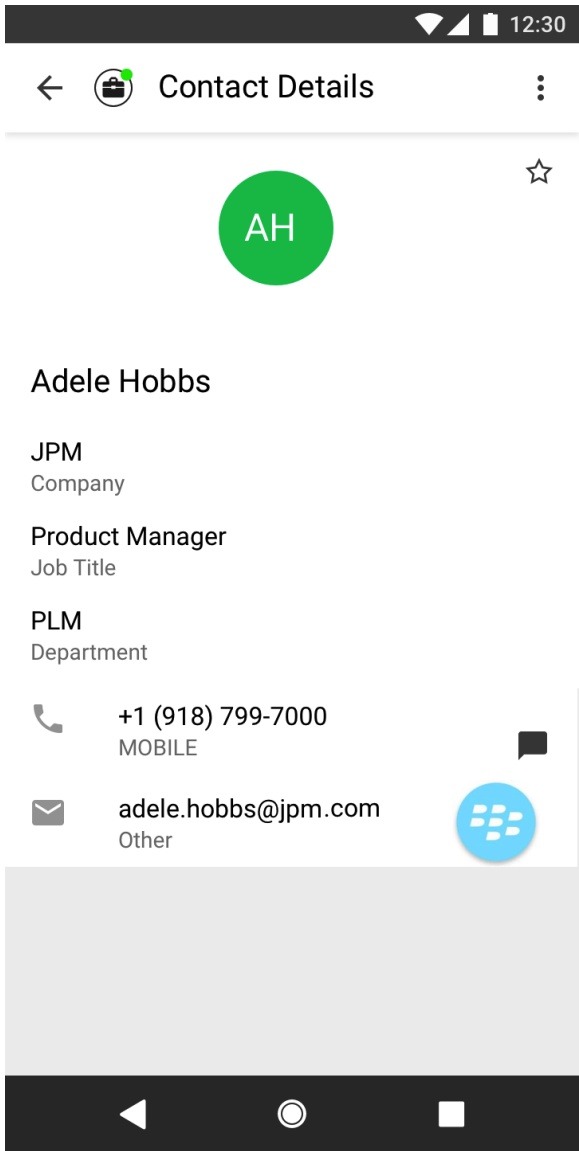 12:30
Contact Details
AH
Adele Hobbs
JPM
Company
Product Manager
Job Title
PLM
Department
+1 (918) 799-7000
MOBILE
adele.hobbs@jpm.com
Other